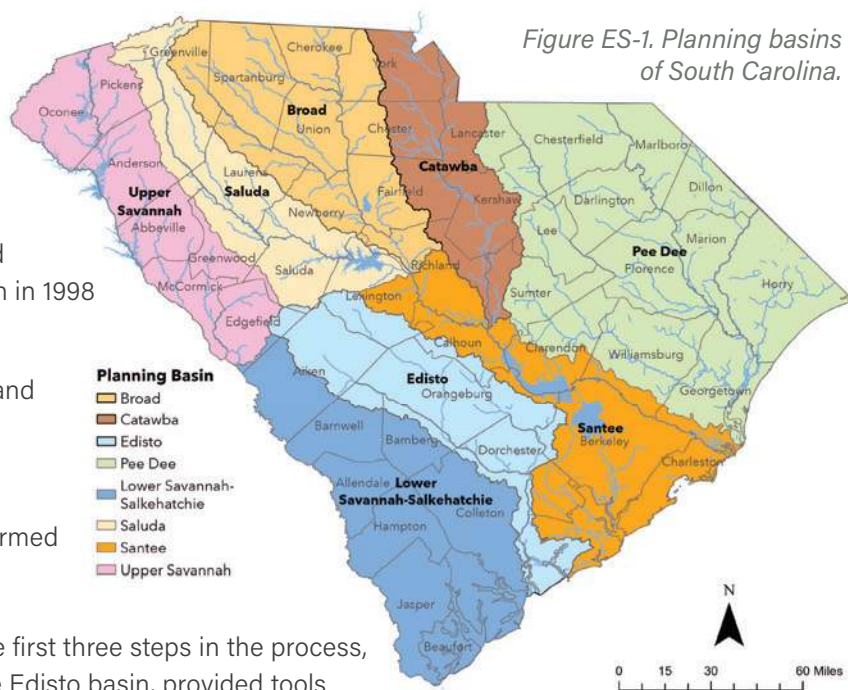 Figure ES-1. Planning basins
of South Carolina.
Greenville
Cherokee
York
Pickens
Spartanburg
Oconee
Broad
Union
Chester
Lancaster
Chesterfield
Marlboro
Anderson
Catawba
Laurens
Upper
Savannah
Saluda
Fairfield
Kershaw
Darlington
Dillon
Newberry
Lee
Marion
Abbeville
Pee Dee
Greenwood
Florence
Horry
Saluda
Richland
McCormick
Lexington
Sumter
Edgefield
Calhoun
Clarendon
Williamsburg
Aiken
Georgetown
Edisto
Orangeburg
Santee
Berkeley
Barnwell
Bamberg
Dorchester
Charleston
Allendale
Lower
Savannah-Salkehatchie
Colleton
Hampton
Jasper
Beaufort
Planning Basin
Broad
Catawba
Edisto
Pee Dee
Lower Savannah-
Salkehatchie
Saluda
Santee
Upper Savannah
N
0 15 30 60 Miles
n in 1998
and
rmed
e first three steps in the process,
Edisto basin, provided tools